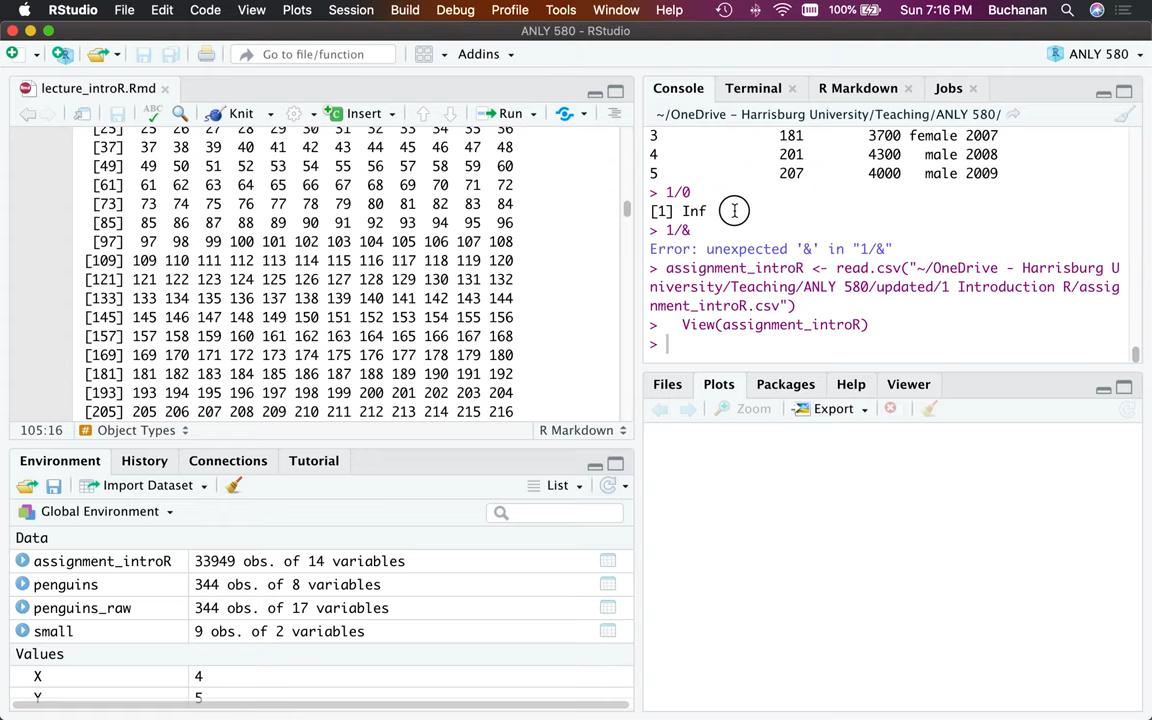 RStudio File Edit Code View Plots Session Build Debug Profile Tools Window Help 100% Sun 7:16 PM Buchanan
ANLY 580 - RStudio
Go to file/function Addins ANLY 580
lecture_introR.Rmd
ABC Knit Insert Run
[25] 25 26 27 28 29 30 31 32 33 34 35 36
[37] 37 38 39 40 41 42 43 44 45 46 47 48
[49] 49 50 51 52 53 54 55 56 57 58 59 60
[61] 61 62 63 64 65 66 67 68 69 70 71 72
[73] 73 74 75 76 77 78 79 80 81 82 83 84
[85] 85 86 87 88 89 90 91 92 93 94 95 96
[97] 97 98 99 100 101 102 103 104 105 106 107 108
[109] 109 110 111 112 113 114 115 116 117 118 119 120
[121] 121 122 123 124 125 126 127 128 129 130 131 132
[133] 133 134 135 136 137 138 139 140 141 142 143 144
[145] 145 146 147 148 149 150 151 152 153 154 155 156
[157] 157 158 159 160 161 162 163 164 165 166 167 168
[169] 169 170 171 172 173 174 175 176 177 178 179 180
[181] 181 182 183 184 185 186 187 188 189 190 191 192
[193] 193 194 195 196 197 198 199 200 201 202 203 204
[205] 205 206 207 208 209 210 211 212 213 214 215 216
105:16 # Object Types R Markdown
Console Terminal R Markdown Jobs
~/OneDrive - Harrisburg University/Teaching/ANLY 580/
3 181 3700 female 2007
4 201 4300 male 2008
5 207 4000 male 2009
> 1/0
[1] Inf
> 1/&
Error: unexpected '&' in "1/&"
> assignment_introR <- read.csv("~/OneDrive - Harrisburg U
niversity/Teaching/ANLY 580/updated/1 Introduction R/assig
nment_introR.csv")
> View(assignment_introR)
>
Environment History Connections Tutorial
Import Dataset List
Global Environment
Data
assignment_introR 33949 obs. of 14 variables
penguins 344 obs. of 8 variables
penguins_raw 344 obs. of 17 variables
small 9 obs. of 2 variables
Values
X 4
Y 5
Files Plots Packages Help Viewer
Zoom Export